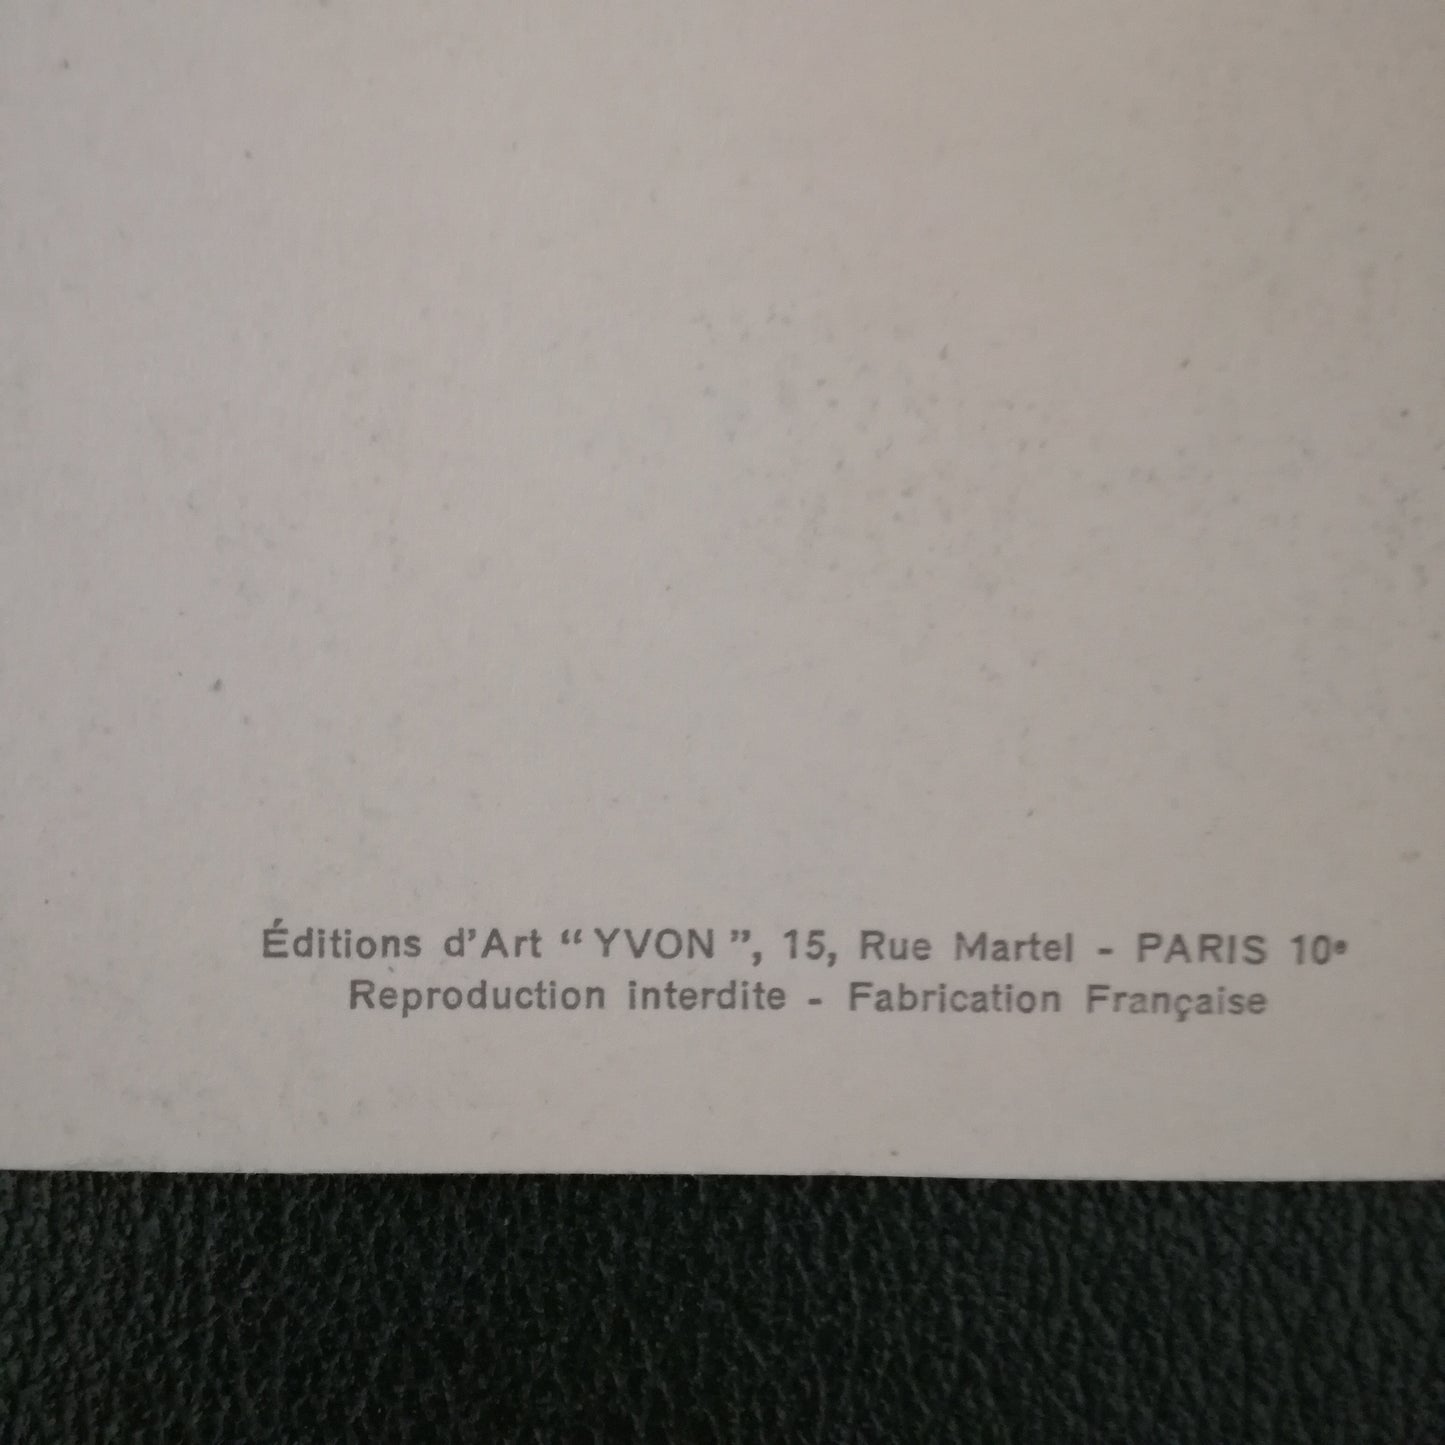 Éditions d'Art “ YVON ”, 15, Rue Martel - PARIS 10ᵉ
Reproduction interdite - Fabrication Française